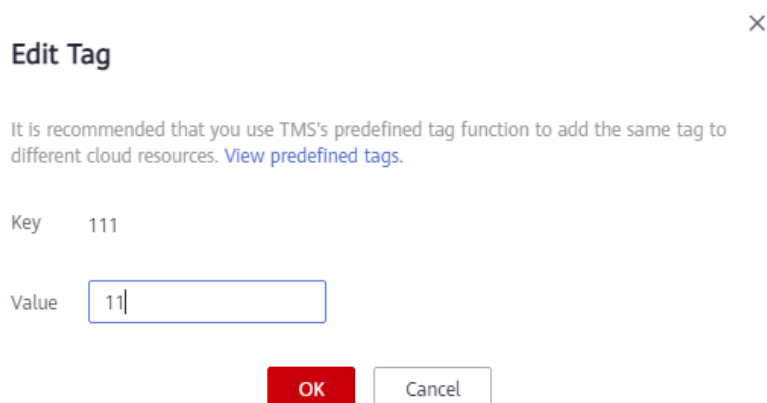 Edit Tag
It is recommended that you use TMS's predefined tag function to add the same tag to
different cloud resources. View predefined tags.
Key 111
Value 11
OK Cancel